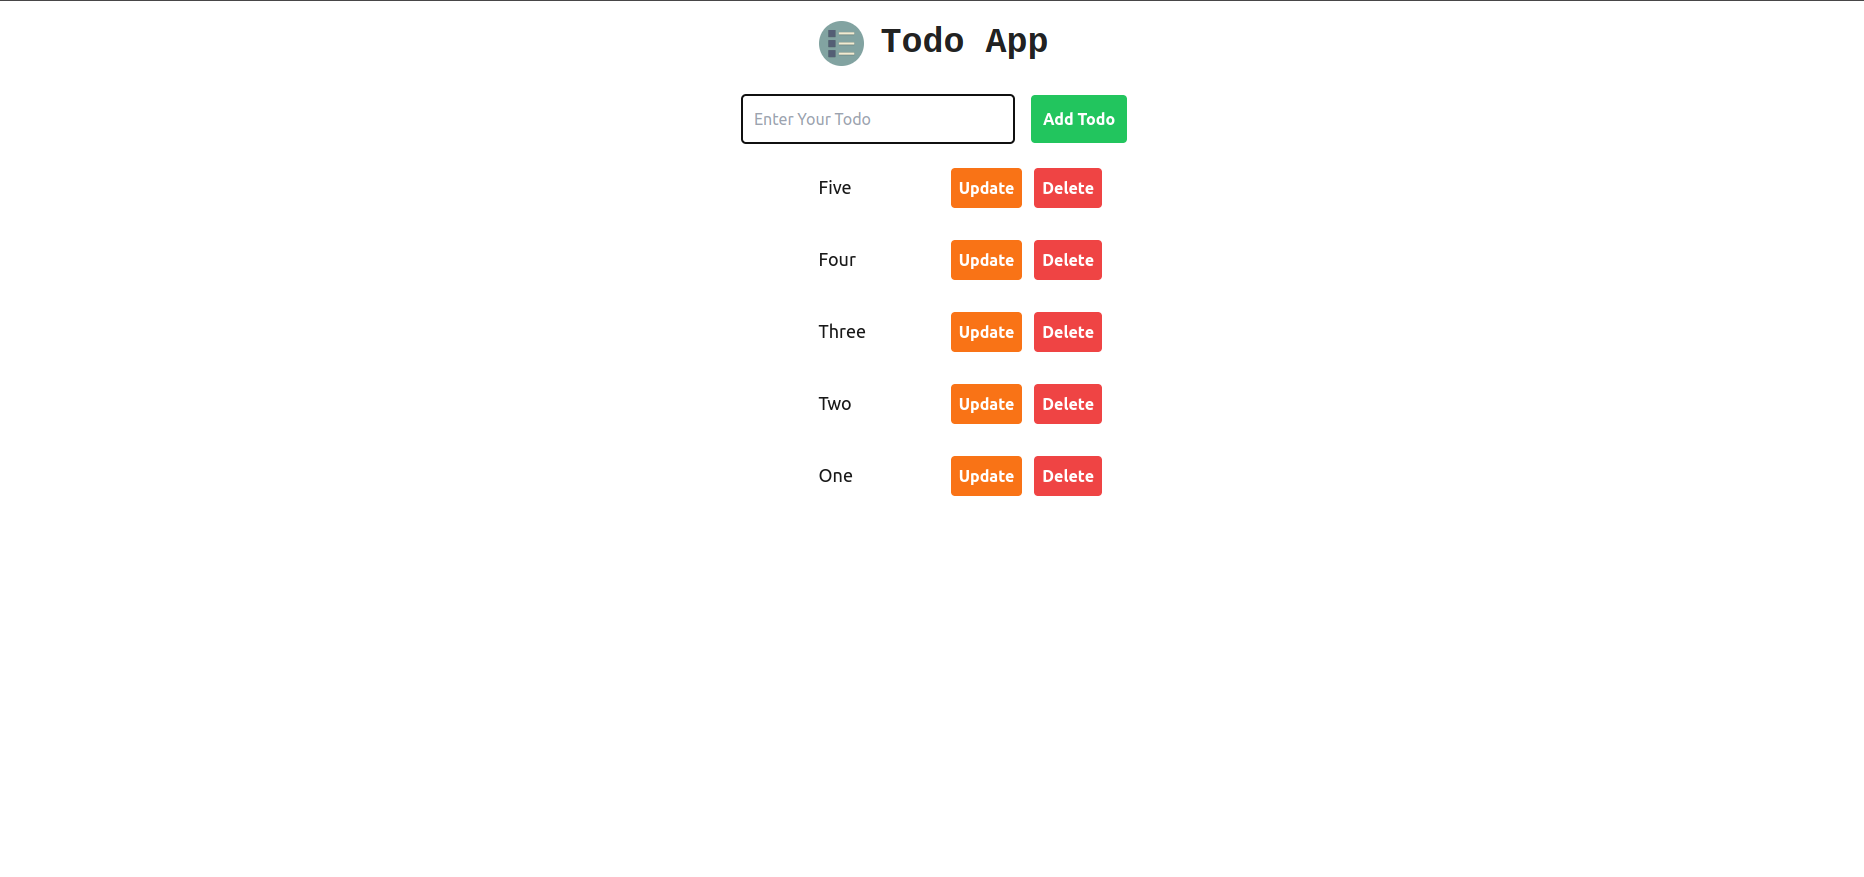 Todo App
Enter Your Todo Add Todo
Five Update Delete
Four Update Delete
Three Update Delete
Two Update Delete
One Update Delete